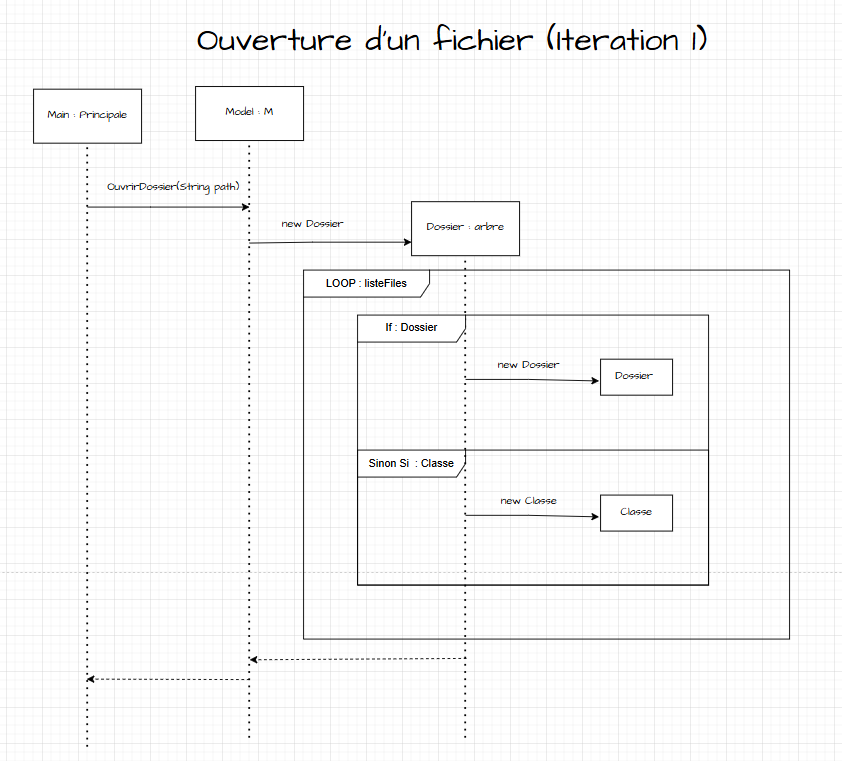 Ouverture d'un fichier (Iteration 1)
Main : Principale
Model : M
OuvrirDossier(String path)
new Dossier
Dossier : arbre
LOOP : listeFiles
If : Dossier
new Dossier
Dossier
Sinon Si : Classe
new Classe
Classe